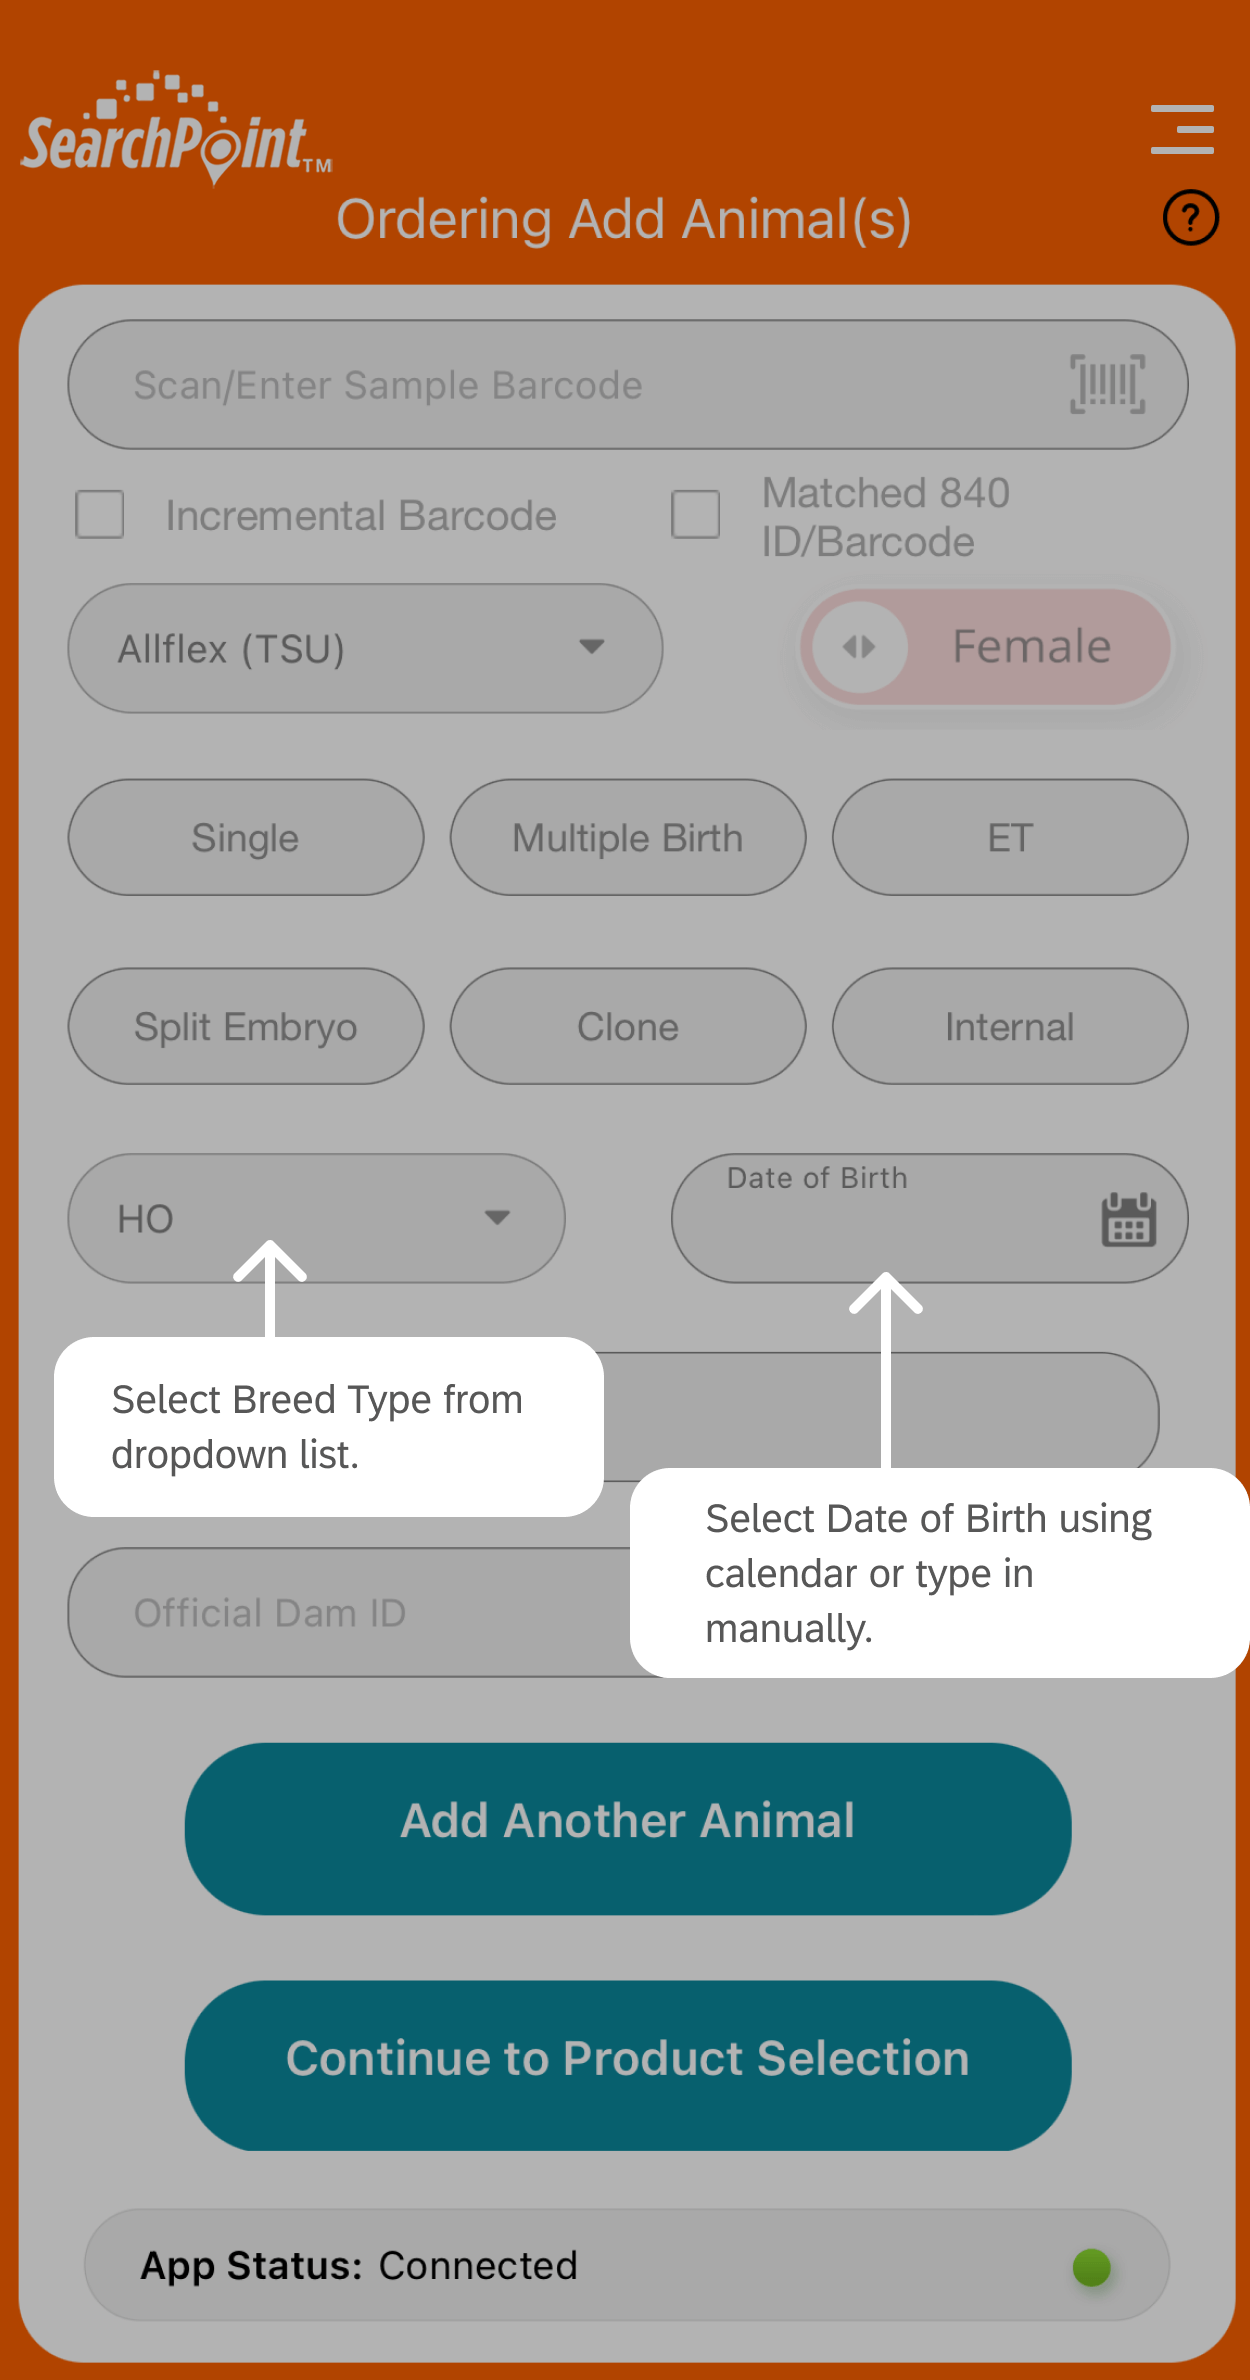 SearchPoint™
Ordering Add Animal(s)
?
Scan/Enter Sample Barcode
Incremental Barcode
Matched 840
ID/Barcode
Allflex (TSU)
Female
Single
Multiple Birth
ET
Split Embryo
Clone
Internal
HO
Date of Birth
Select Breed Type from
dropdown list.
Select Date of Birth using
calendar or type in
manually.
Official Dam ID
Add Another Animal
Continue to Product Selection
App Status: Connected